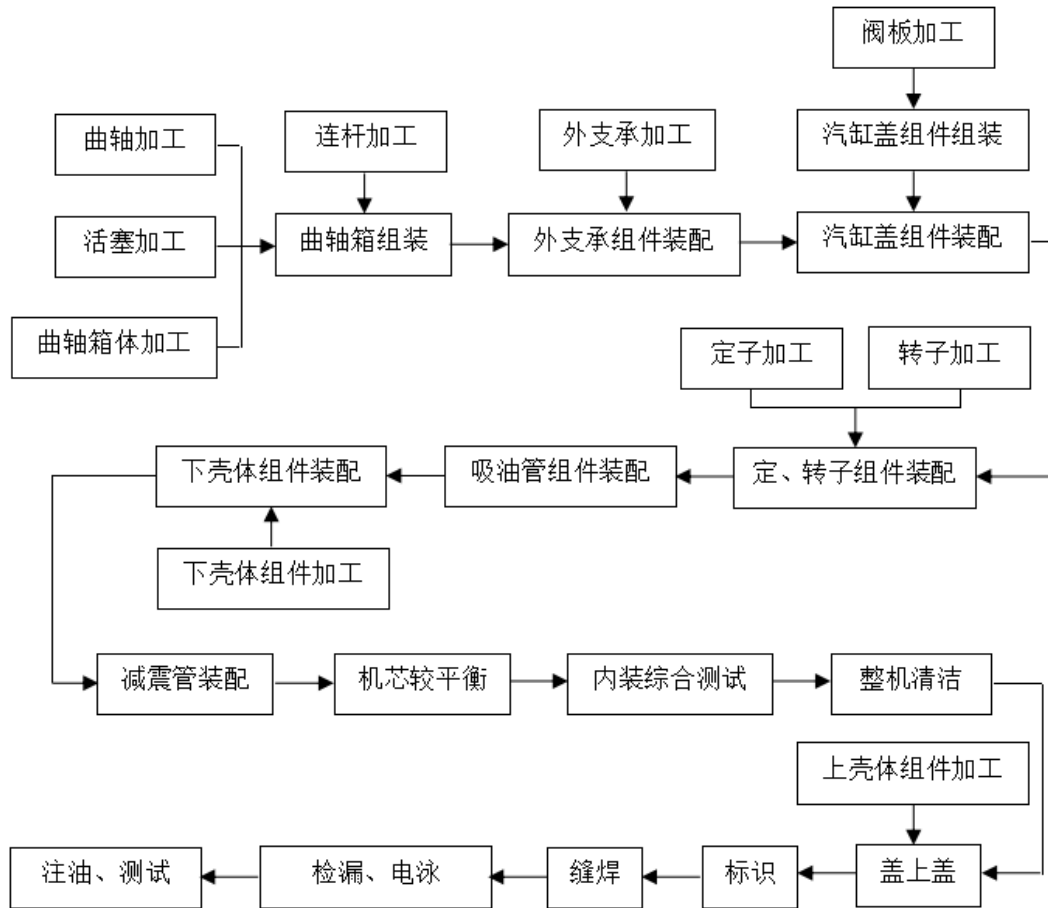 阀板加工
曲轴加工
连杆加工
外支承加工
汽缸盖组件组装
活塞加工
曲轴箱组装
外支承组件装配
汽缸盖组件装配
曲轴箱体加工
定子加工
转子加工
下壳体组件装配
吸油管组件装配
定、转子组件装配
下壳体组件加工
减震管装配
机芯较平衡
内装综合测试
整机清洁
上壳体组件加工
注油、测试
检漏、电泳
缝焊
标识
盖上盖